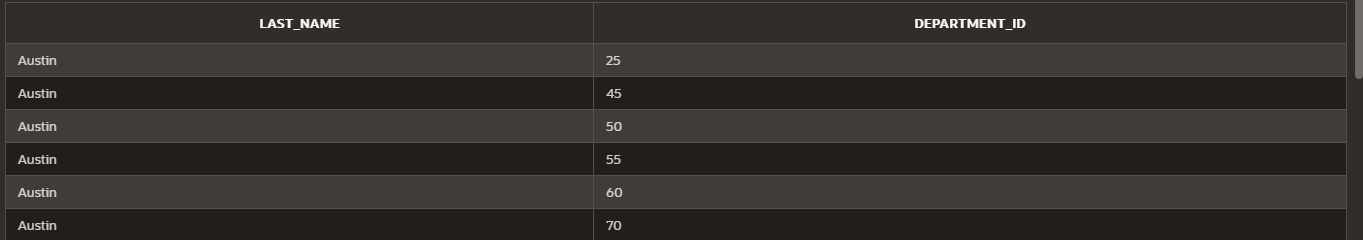 LAST_NAME DEPARTMENT_ID
Austin 25
Austin 45
Austin 50
Austin 55
Austin 60
Austin 70